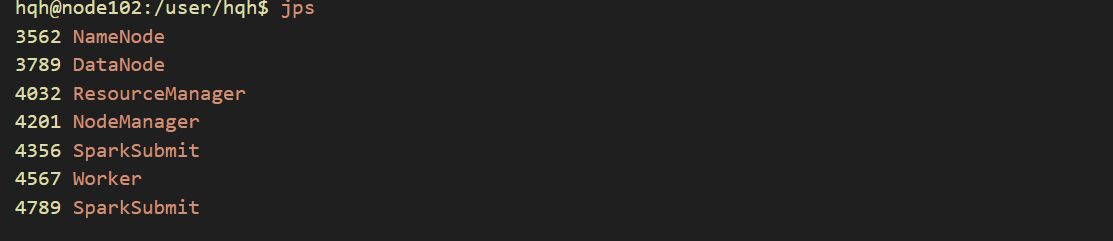 hqh@node102:/user/hqh$ jps
3562 NameNode
3789 DataNode
4032 ResourceManager
4201 NodeManager
4356 SparkSubmit
4567 Worker
4789 SparkSubmit